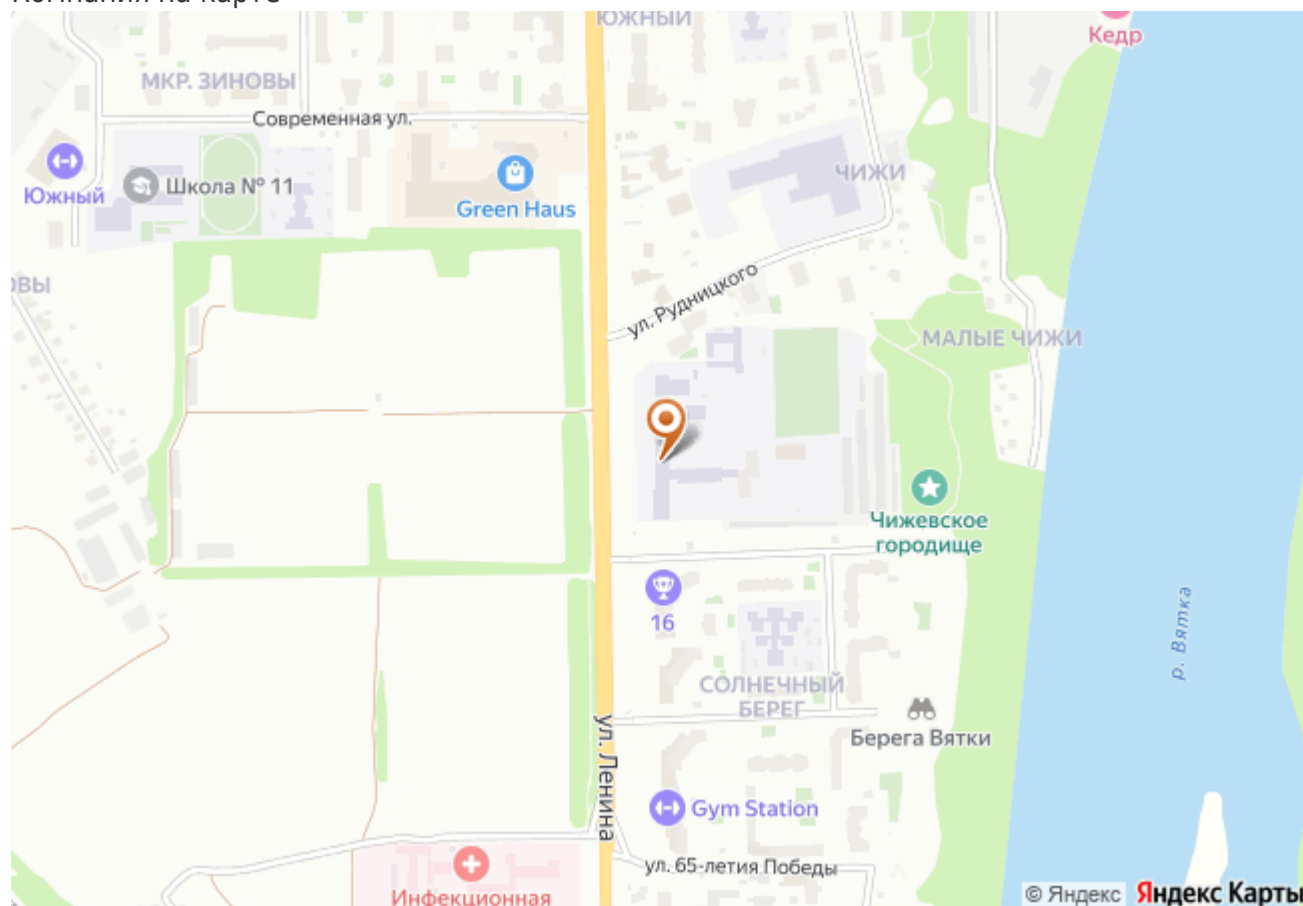 ЮЖНЫЙ
Кедр
МКР. ЗИНОВЫ
Современная ул.
Южный
Школа № 11
Green Haus
ЧИЖИ
ул. Рудницкого
МАЛЫЕ ЧИЖИ
Чижевское
городище
16
р. Вятка
СОЛНЕЧНЫЙ
БЕРЕГ
ул. Ленина
Берега Вятки
Gym Station
ул. 65-летия Победы
Инфекционная
© Яндекс Яндекс Карты